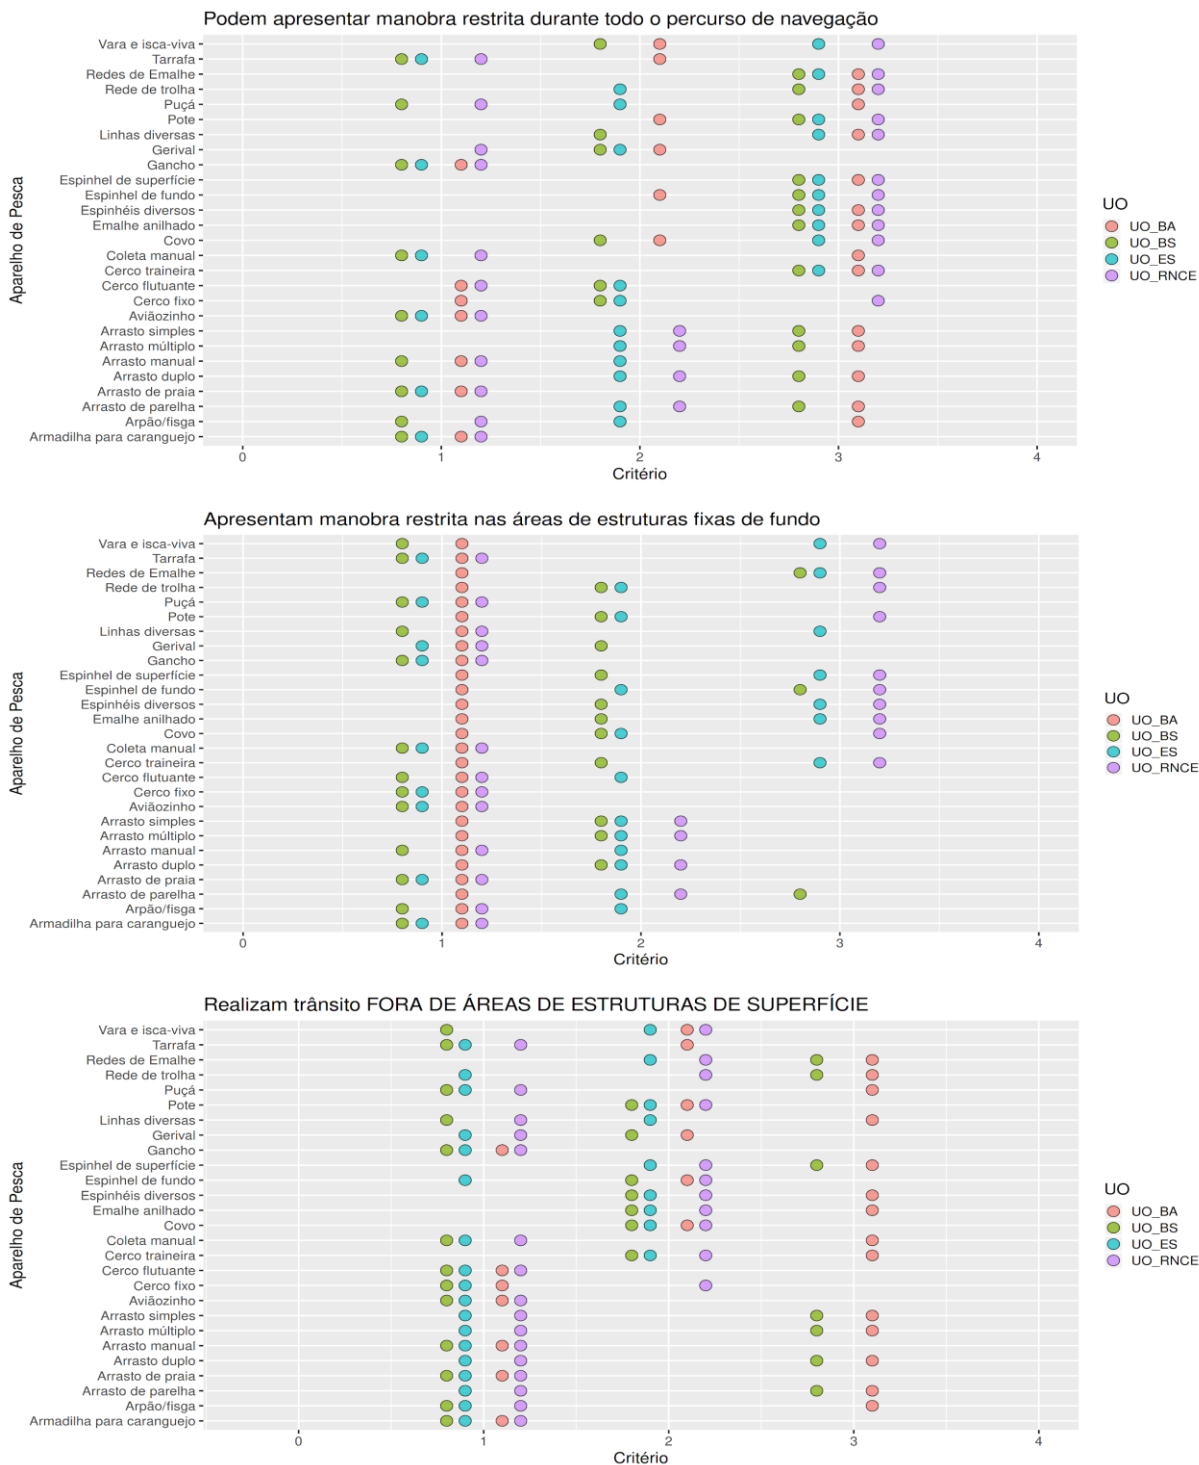 Podem apresentar manobra restrita durante todo o percurso de navegação
Aparelho de Pesca
Vara e isca-viva
Tarrafa
Redes de Emalhe
Rede de trolha
Puçá
Pote
Linhas diversas
Gerival
Gancho
Espinhel de superfície
Espinhel de fundo
Espinhéis diversos
Emalhe anilhado
Covo
Coleta manual
Cerco traineira
Cerco flutuante
Cerco fixo
Aviãozinho
Arrasto simples
Arrasto múltiplo
Arrasto manual
Arrasto duplo
Arrasto de praia
Arrasto de parelha
Arpão/fisga
Armadilha para caranguejo
0 1 2 3 4
Critério
UO
UO_BA
UO_BS
UO_ES
UO_RNCE
Apresentam manobra restrita nas áreas de estruturas fixas de fundo
Aparelho de Pesca
Vara e isca-viva
Tarrafa
Redes de Emalhe
Rede de trolha
Puçá
Pote
Linhas diversas
Gerival
Gancho
Espinhel de superfície
Espinhel de fundo
Espinhéis diversos
Emalhe anilhado
Covo
Coleta manual
Cerco traineira
Cerco flutuante
Cerco fixo
Aviãozinho
Arrasto simples
Arrasto múltiplo
Arrasto manual
Arrasto duplo
Arrasto de praia
Arrasto de parelha
Arpão/fisga
Armadilha para caranguejo
0 1 2 3 4
Critério
UO
UO_BA
UO_BS
UO_ES
UO_RNCE
Realizam trânsito FORA DE ÁREAS DE ESTRUTURAS DE SUPERFÍCIE
Aparelho de Pesca
Vara e isca-viva
Tarrafa
Redes de Emalhe
Rede de trolha
Puçá
Pote
Linhas diversas
Gerival
Gancho
Espinhel de superfície
Espinhel de fundo
Espinhéis diversos
Emalhe anilhado
Covo
Coleta manual
Cerco traineira
Cerco flutuante
Cerco fixo
Aviãozinho
Arrasto simples
Arrasto múltiplo
Arrasto manual
Arrasto duplo
Arrasto de praia
Arrasto de parelha
Arpão/fisga
Armadilha para caranguejo
0 1 2 3 4
Critério
UO
UO_BA
UO_BS
UO_ES
UO_RNCE